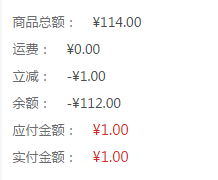 商品总额： ¥114.00
运费： ¥0.00
立减： -¥1.00
余额： -¥112.00
应付金额： ¥1.00
实付金额： ¥1.00